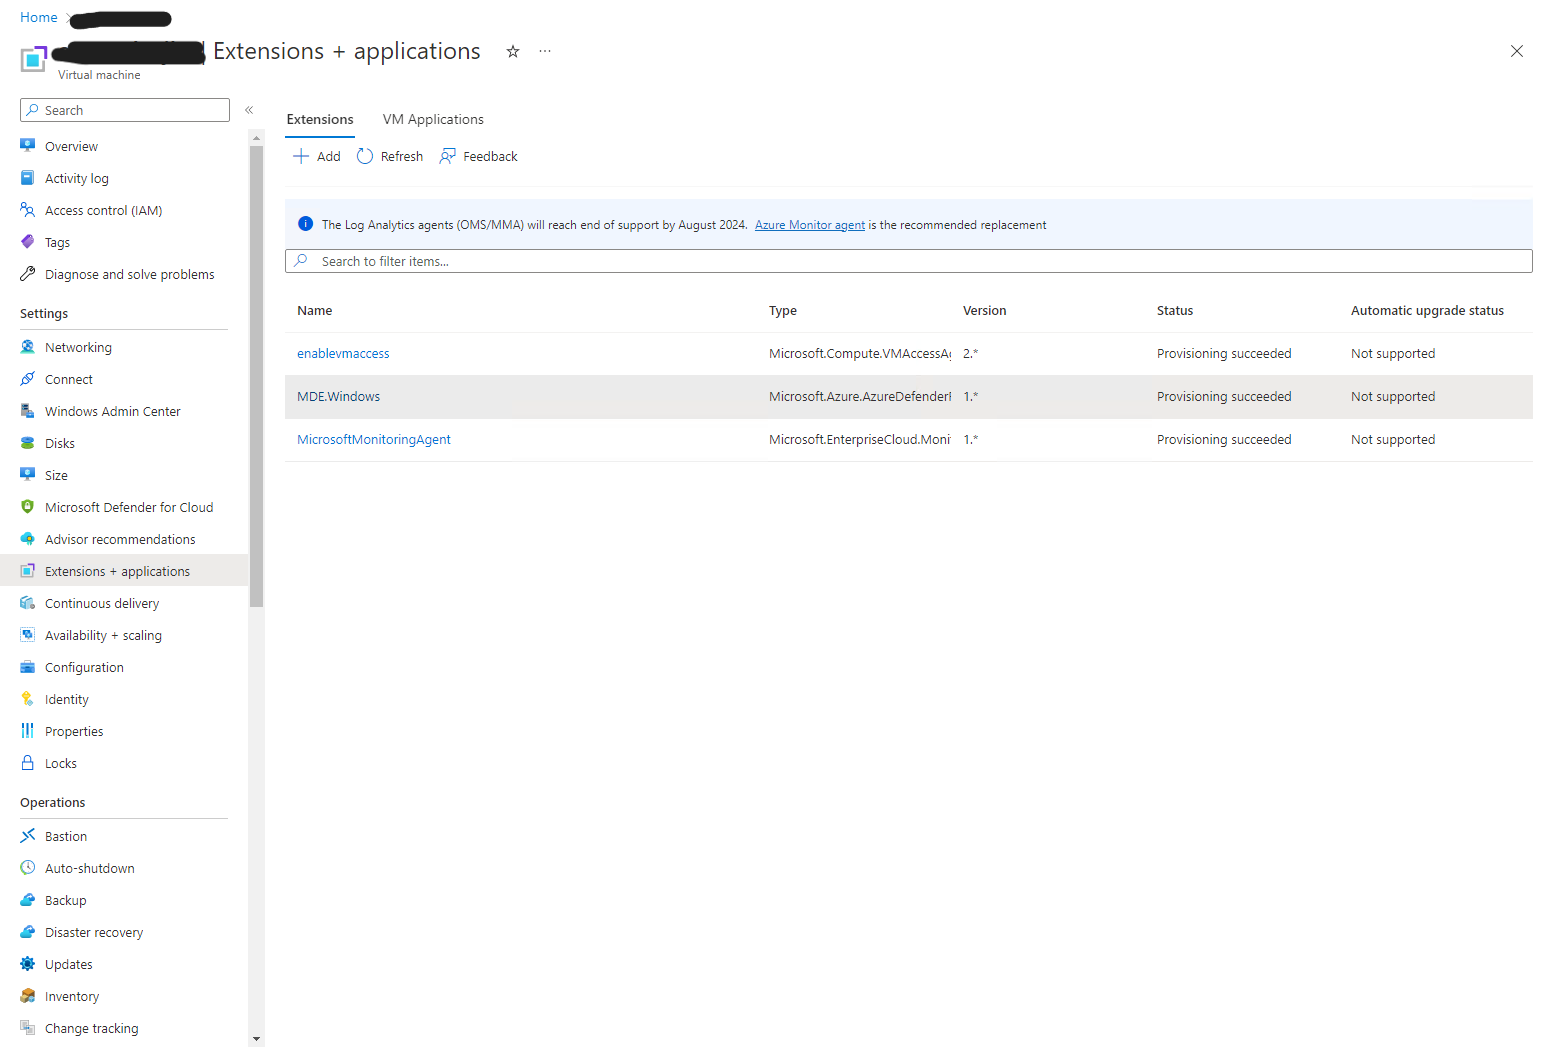 Home
Extensions + applications
Virtual machine
Search
Overview
Activity log
Access control (IAM)
Tags
Diagnose and solve problems
Settings
Networking
Connect
Windows Admin Center
Disks
Size
Microsoft Defender for Cloud
Advisor recommendations
Extensions + applications
Continuous delivery
Availability + scaling
Configuration
Identity
Properties
Locks
Operations
Bastion
Auto-shutdown
Backup
Disaster recovery
Updates
Inventory
Change tracking
Extensions VM Applications
Add Refresh Feedback
The Log Analytics agents (OMS/MMA) will reach end of support by August 2024. Azure Monitor agent is the recommended replacement
Search to filter items...
Name Type Version Status Automatic upgrade status
enablevmaccess Microsoft.Compute.VMAccessA 2.* Provisioning succeeded Not supported
MDE.Windows Microsoft.Azure.AzureDefender 1.* Provisioning succeeded Not supported
MicrosoftMonitoringAgent Microsoft.EnterpriseCloud.Moni 1.* Provisioning succeeded Not supported